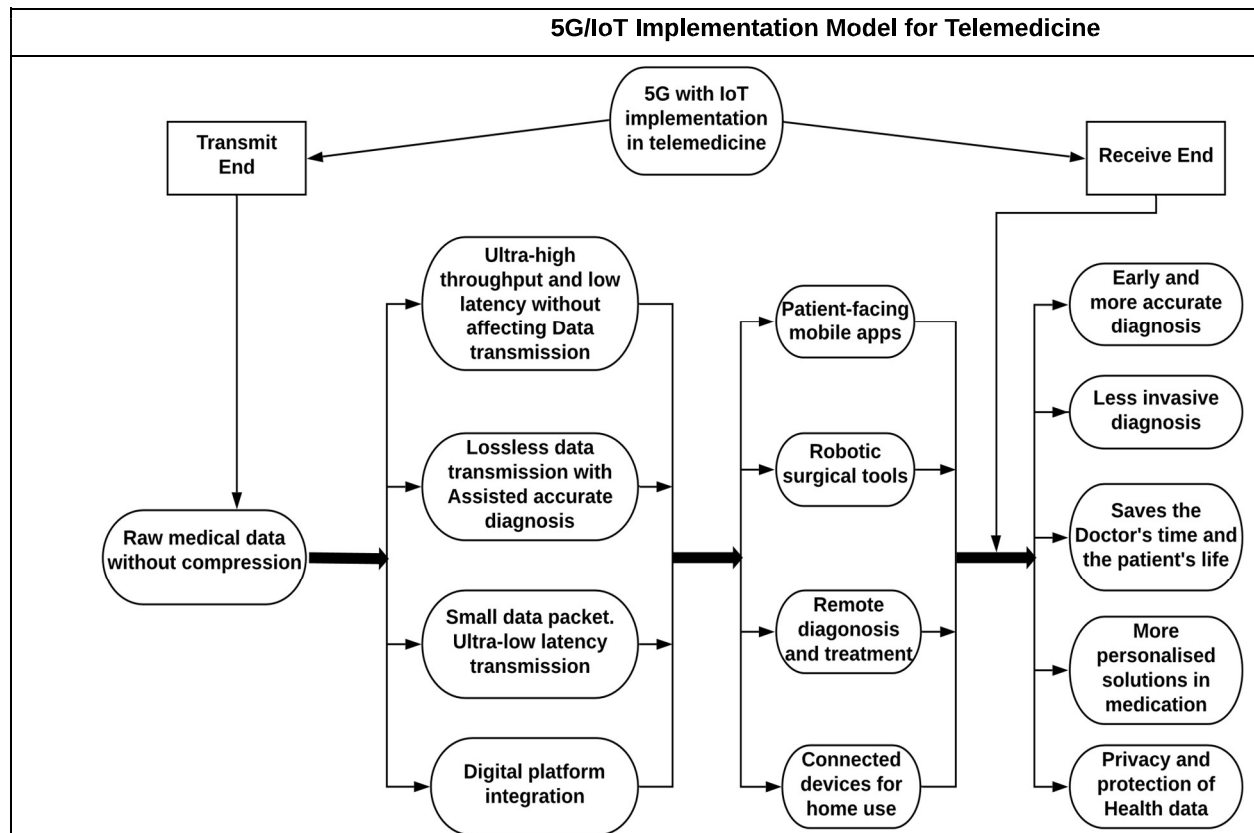 5G/IoT Implementation Model for Telemedicine
5G with IoT
implementation
in telemedicine
Transmit
End
Receive End
Raw medical data
without compression
Ultra-high
throughput and low
latency without
affecting Data
transmission
Lossless data
transmission with
Assisted accurate
diagnosis
Small data packet.
Ultra-low latency
transmission
Digital platform
integration
Patient-facing
mobile apps
Robotic
surgical tools
Remote
diagonosis
and treatment
Connected
devices for
home use
Early and
more accurate
diagnosis
Less invasive
diagnosis
Saves the
Doctor's time and
the patient's life
More
personalised
solutions in
medication
Privacy and
protection of
Health data